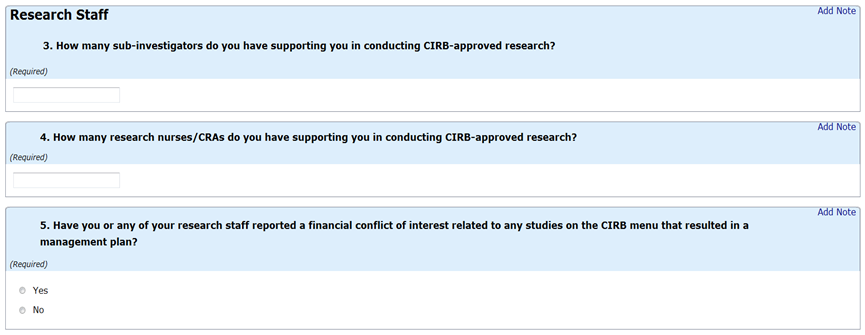 Research Staff
Add Note
3. How many sub-investigators do you have supporting you in conducting CIRB-approved research?
(Required)
Add Note
4. How many research nurses/CRAs do you have supporting you in conducting CIRB-approved research?
(Required)
Add Note
5. Have you or any of your research staff reported a financial conflict of interest related to any studies on the CIRB menu that resulted in a
management plan?
(Required)
Yes
No